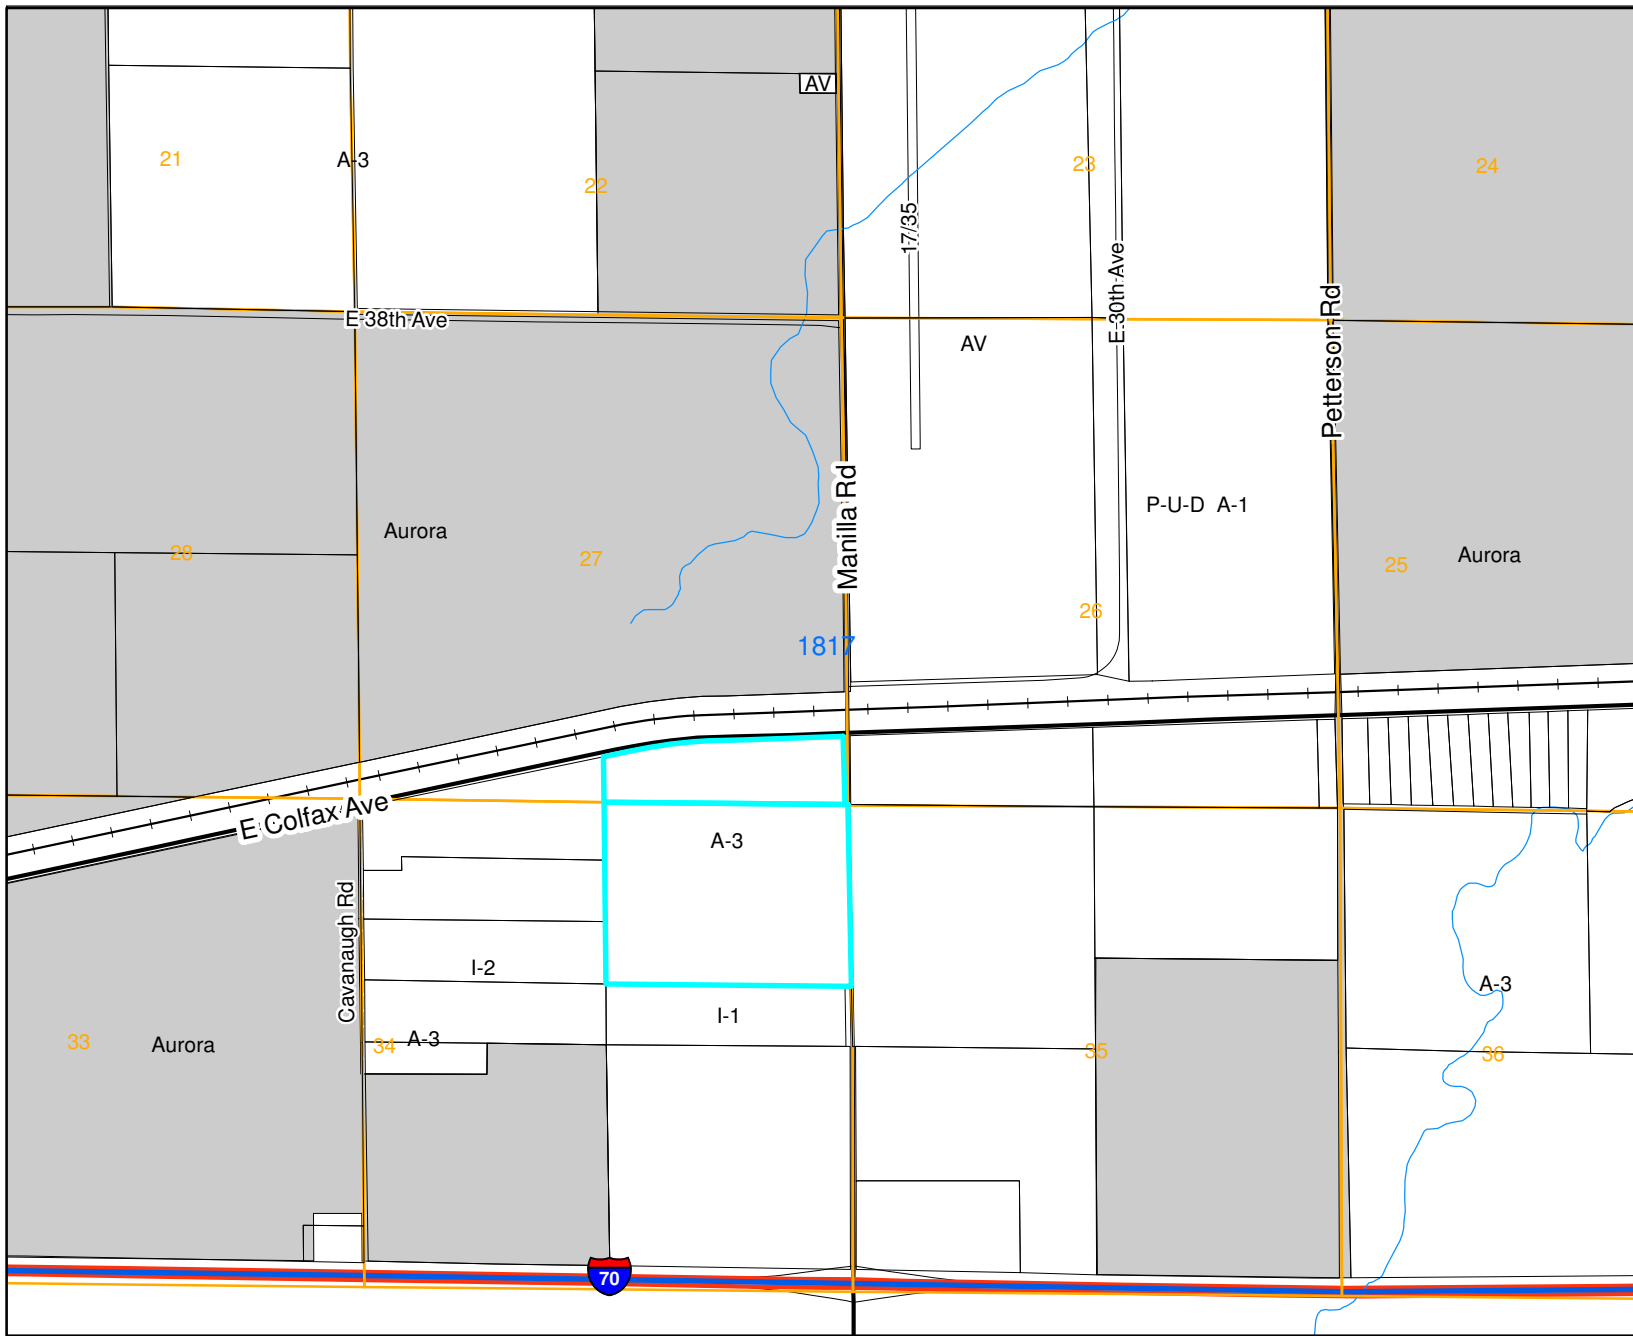 AV
21
A-3
22
23
24
17/35
E 30th Ave
Petterson Rd
E 38th Ave
AV
Manilla Rd
P-U-D A-1
Aurora
28
27
25
Aurora
26
1817
E Colfax Ave
A-3
Cavanaugh Rd
I-2
A-3
I-1
33
Aurora
34
A-3
35
36
70